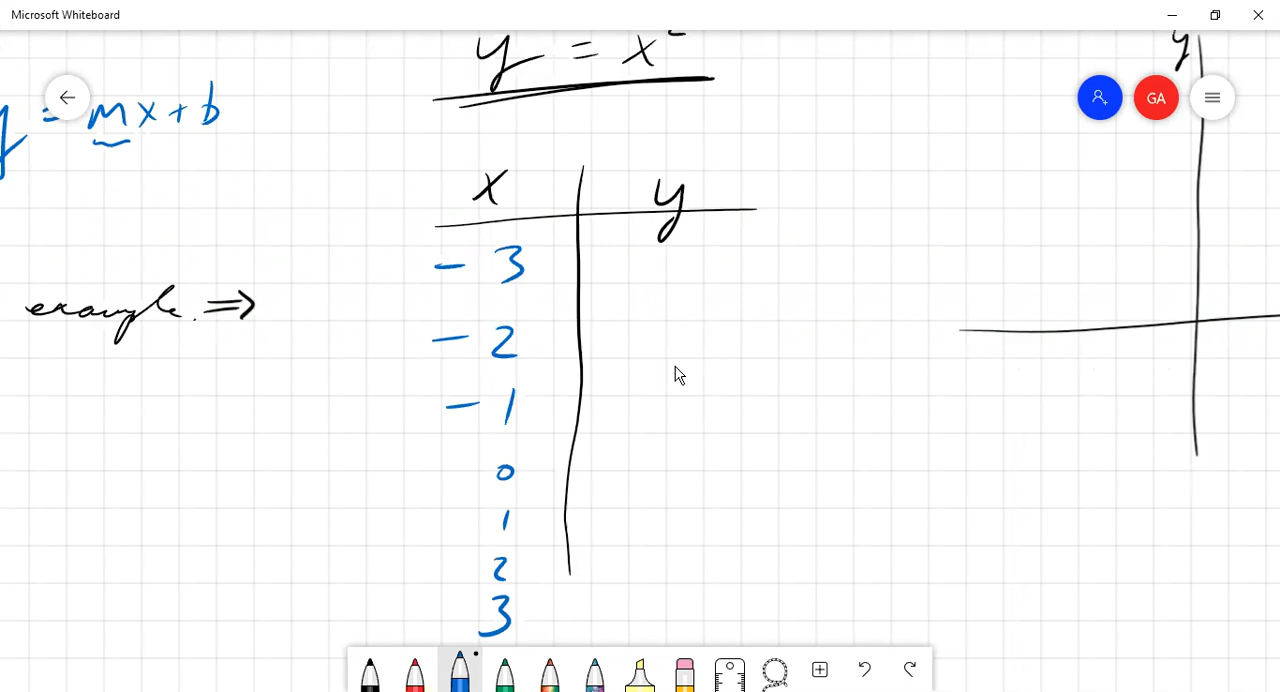 Microsoft Whiteboard
y = x²
y
y = mx + b
GA
x y
- 3
example. ⇒
- 2
- 1
0
1
2
3